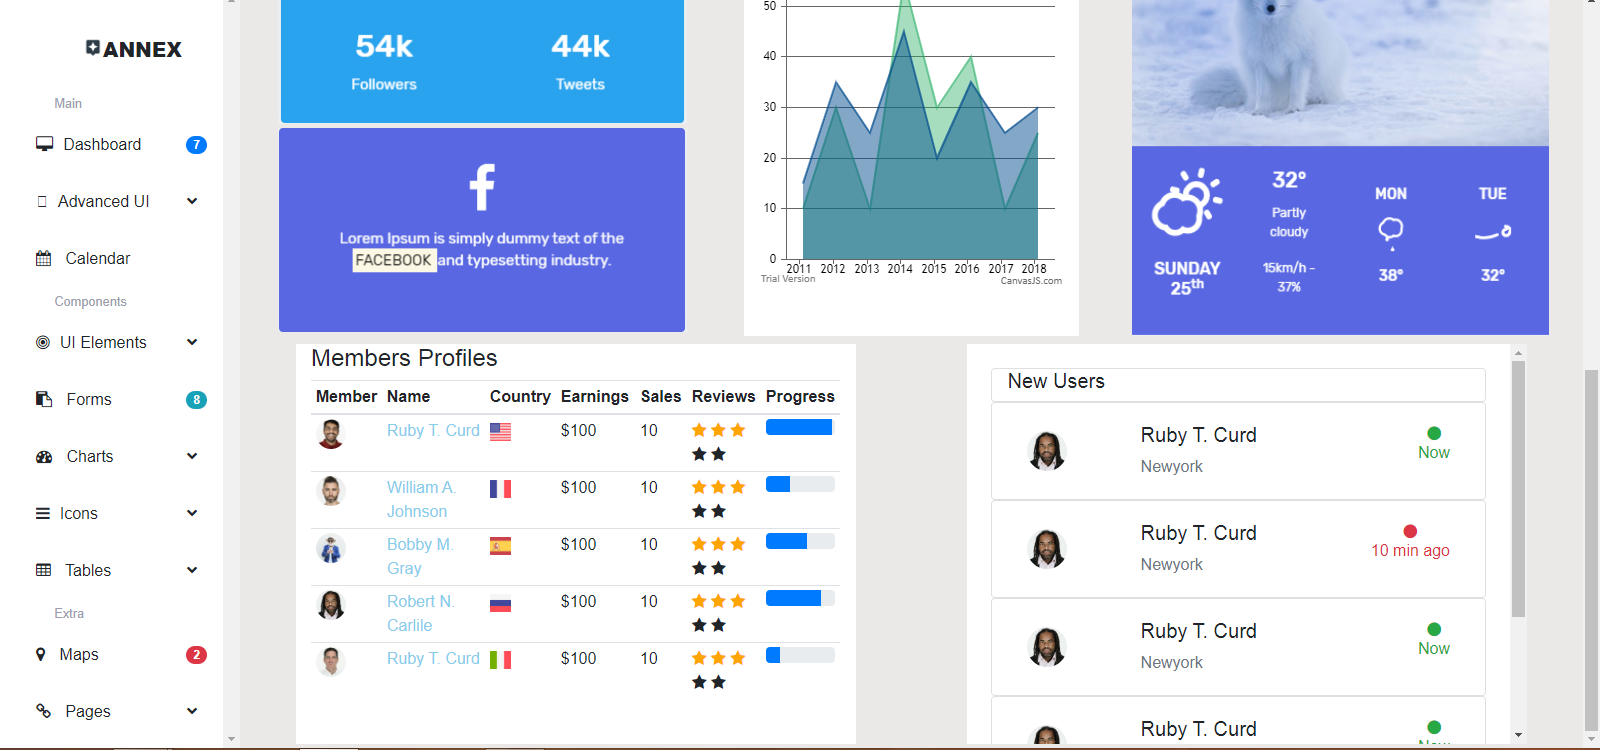 ANNEX
Main
Dashboard 7
Advanced UI
Calendar
Components
UI Elements
Forms 8
Charts
Icons
Tables
Extra
Maps 2
Pages
54k 44k
Followers Tweets
Lorem Ipsum is simply dummy text of the
FACEBOOK and typesetting industry.
50
40
30
20
10
0
2011 2012 2013 2014 2015 2016 2017 2018
Trial Version CanvasJS.com
32° MON TUE
Partly
cloudy
SUNDAY 15km/h - 38° 32°
25th 37%
Members Profiles
Member Name Country Earnings Sales Reviews Progress
Ruby T. Curd $100 10
William A. $100 10
Johnson
Bobby M. $100 10
Gray
Robert N. $100 10
Carlile
Ruby T. Curd $100 10
New Users
Ruby T. Curd
Now
Newyork
Ruby T. Curd
10 min ago
Newyork
Ruby T. Curd
Now
Newyork
Ruby T. Curd
Now